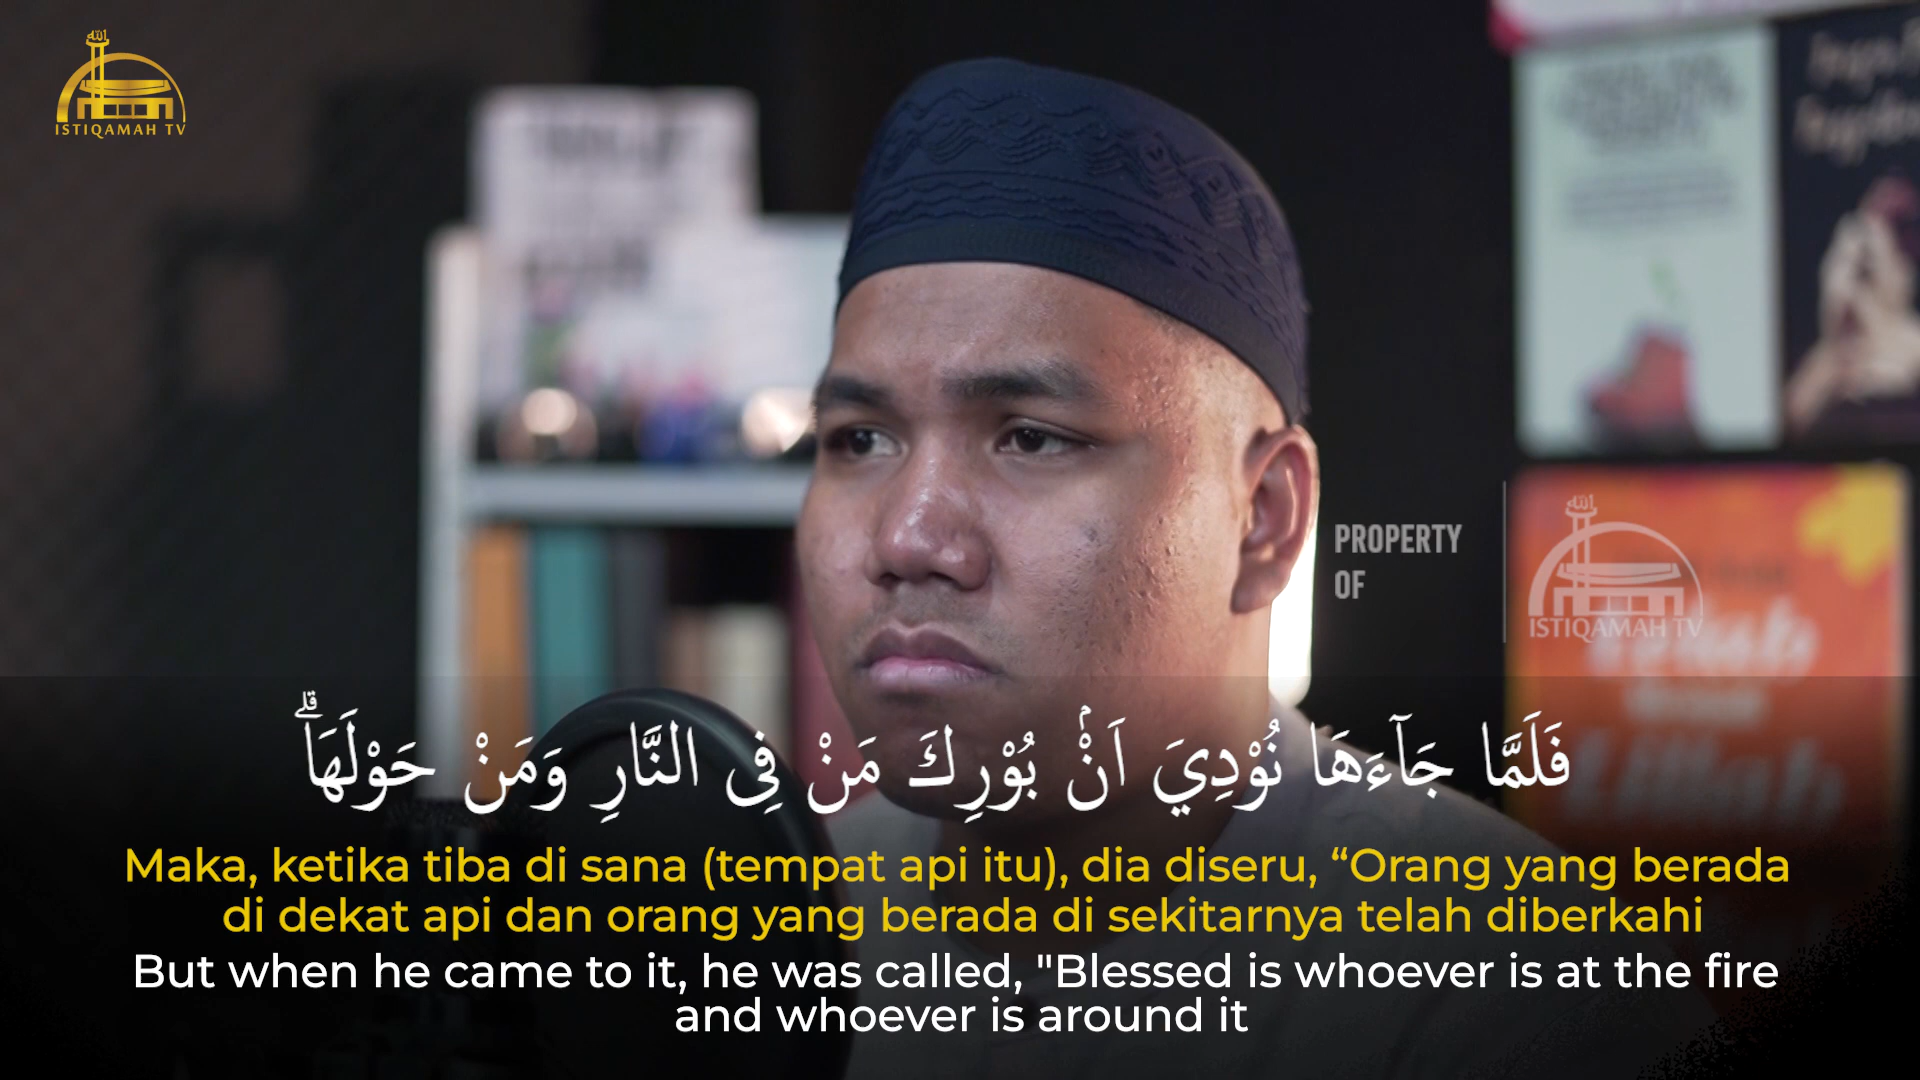 ISTIQAMAH TV
PROPERTY
OF
ISTIQAMAH TV
فَلَمَّا جَاۤءَهَا نُوْدِيَ اَنْۢ بُوْرِكَ مَنْ فِى النَّارِ وَمَنْ حَوْلَهَاۗ
Maka, ketika tiba di sana (tempat api itu), dia diseru, “Orang yang berada
di dekat api dan orang yang berada di sekitarnya telah diberkahi
But when he came to it, he was called, "Blessed is whoever is at the fire
and whoever is around it